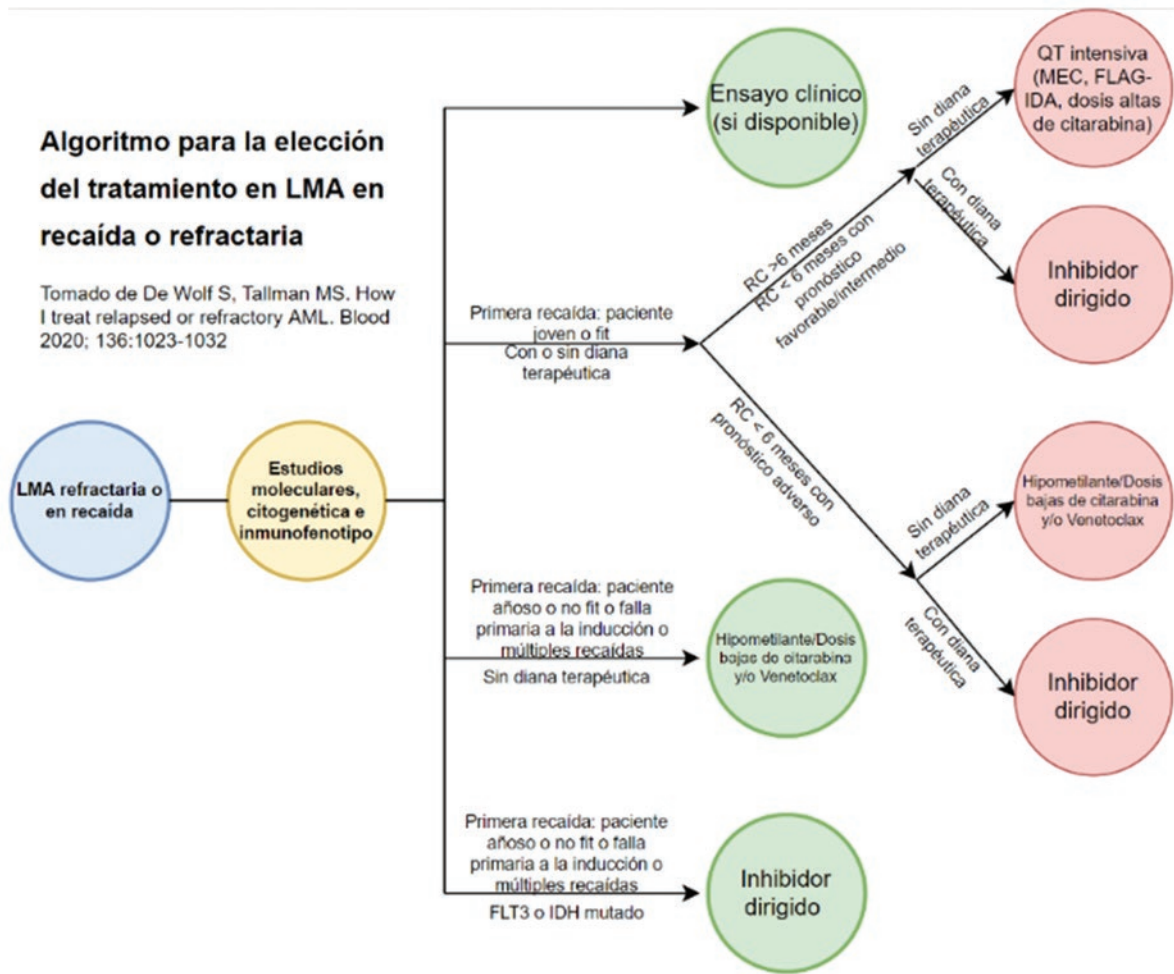 Algoritmo para la elección
del tratamiento en LMA en
recaída o refractaria
Tomado de De Wolf S, Tallman MS. How
I treat relapsed or refractory AML. Blood
2020; 136:1023-1032
LMA refractaria o
en recaída
Estudios
moleculares,
citogenética e
inmunofenotipo
Ensayo clínico
(si disponible)
Primera recaída: paciente
joven o fit
Con o sin diana
terapéutica
RC >6 meses
RC < 6 meses con
pronóstico
favorable/intermedio
Sin diana
terapéutica
QT intensiva
(MEC, FLAG-
IDA, dosis altas
de citarabina)
Con diana
terapéutica
Inhibidor
dirigido
RC < 6 meses con
pronóstico adverso
Sin diana
terapéutica
Hipometilante/Dosis
bajas de citarabina
y/o Venetoclax
Con diana
terapéutica
Inhibidor
dirigido
Primera recaída: paciente
añoso o no fit o falla
primaria a la inducción o
múltiples recaídas
Sin diana terapéutica
Hipometilante/Dosis
bajas de citarabina
y/o Venetoclax
Primera recaída: paciente
añoso o no fit o falla
primaria a la inducción o
múltiples recaídas
FLT3 o IDH mutado
Inhibidor
dirigido